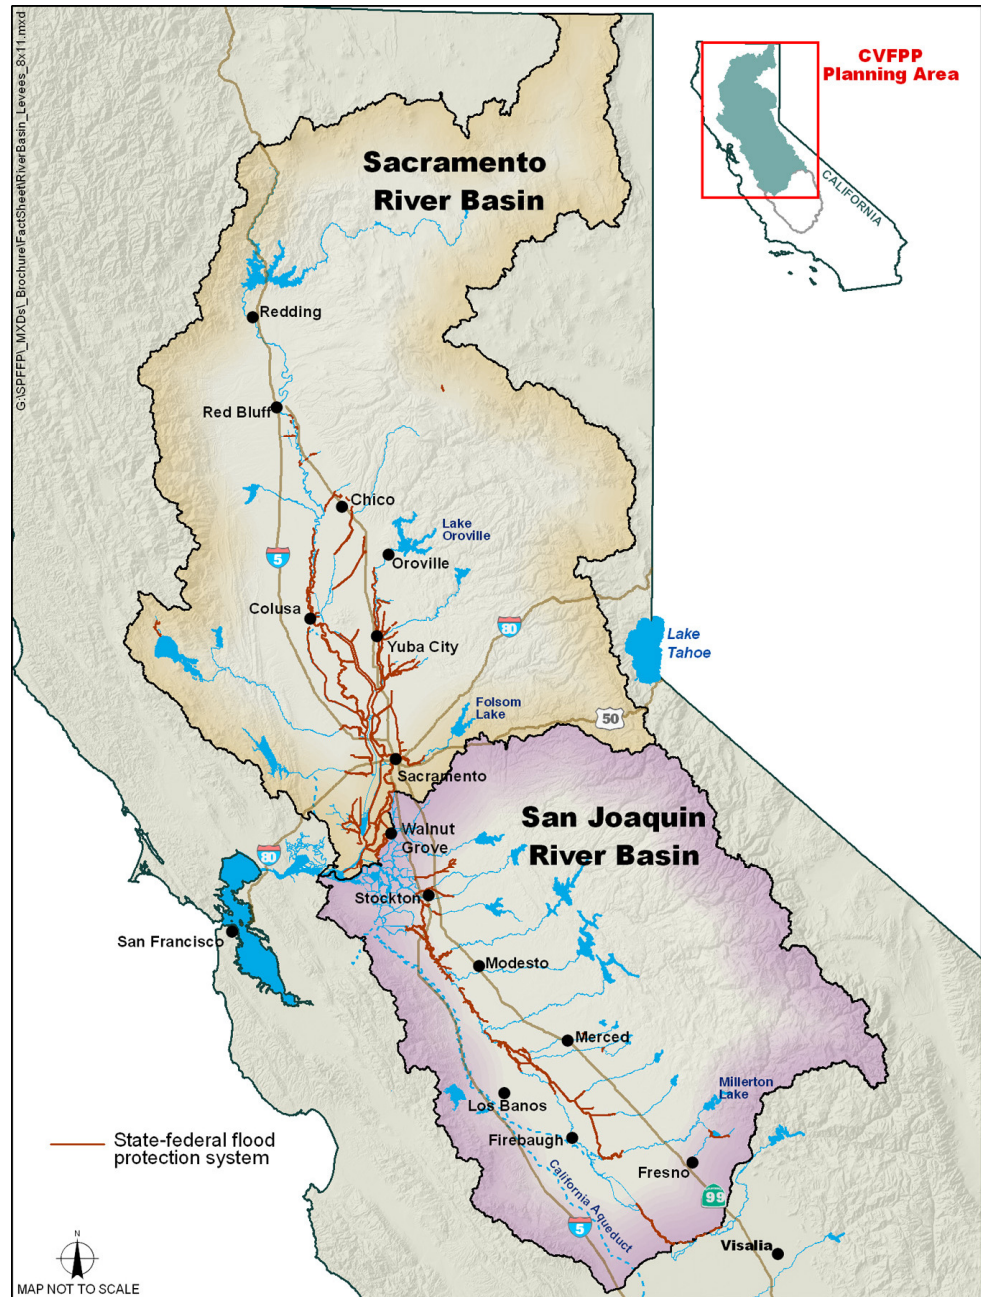 G:\SPFFP\_MXDs\_Brochure\FactSheet\RiverBasin_Levees_8x11.mxd
CVFPP
Planning Area
CALIFORNIA
Sacramento
River Basin
Redding
Red Bluff
Chico
Lake
Oroville
Oroville
5
Colusa
Yuba City
80
Lake
Tahoe
Folsom
Lake
50
Sacramento
San Joaquin
River Basin
Walnut
Grove
80
Stockton
San Francisco
Modesto
Merced
Millerton
Lake
Los Banos
Firebaugh
State-federal flood
protection system
Fresno
99
California Aqueduct
5
Visalia
N
MAP NOT TO SCALE